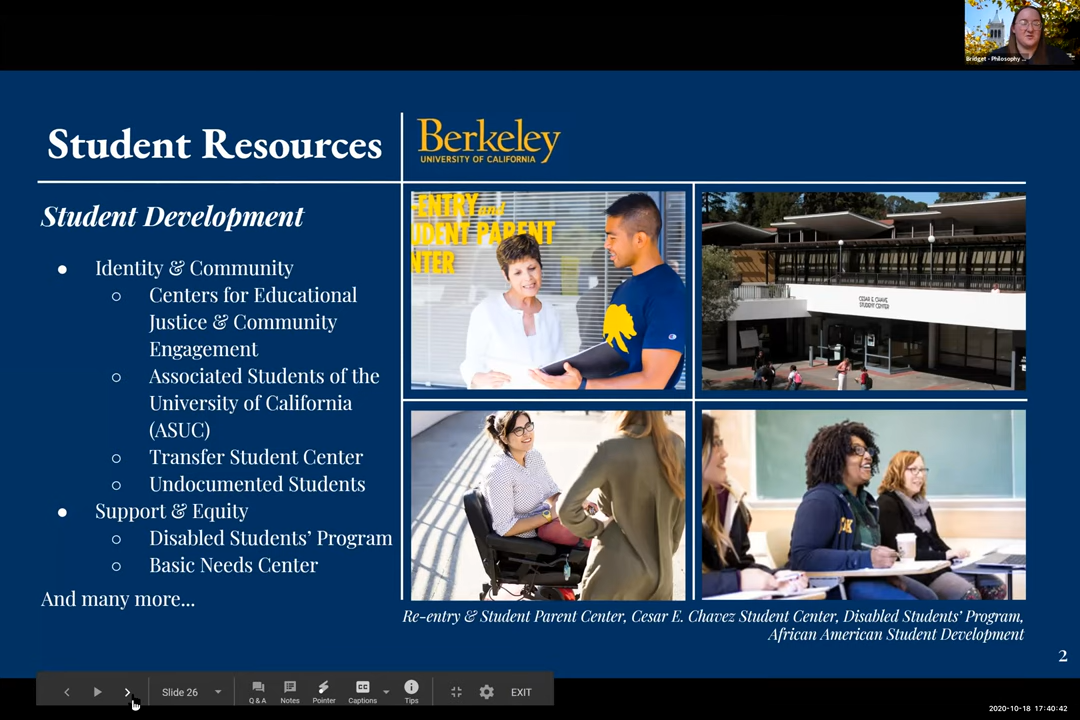 Bridget - Philosophy ...
Student Resources
Berkeley
UNIVERSITY OF CALIFORNIA
Student Development
● Identity & Community
○ Centers for Educational
Justice & Community
Engagement
○ Associated Students of the
University of California
(ASUC)
○ Transfer Student Center
○ Undocumented Students
● Support & Equity
○ Disabled Students' Program
○ Basic Needs Center
And many more...
-ENTRY and
UDENT PARENT
NTER
CESAR E. CHAVEZ
STUDENT CENTER
Re-entry & Student Parent Center, Cesar E. Chavez Student Center, Disabled Students' Program,
African American Student Development
2
Slide 26
Q & A
Notes
Pointer
Captions
Tips
EXIT
2020-10-18 17:40:42